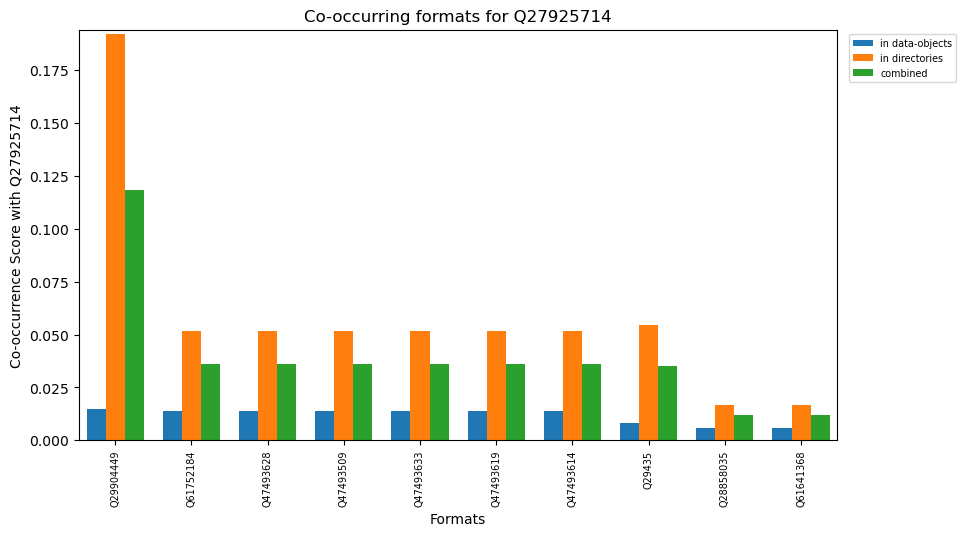 Co-occurring formats for Q27925714
in data-objects
in directories
combined
Co-occurrence Score with Q27925714
0.175
0.150
0.125
0.100
0.075
0.050
0.025
0.000
Q29904449
Q61752184
Q47493628
Q47493509
Q47493633
Q47493619
Q47493614
Q29435
Q28858035
Q61641368
Formats